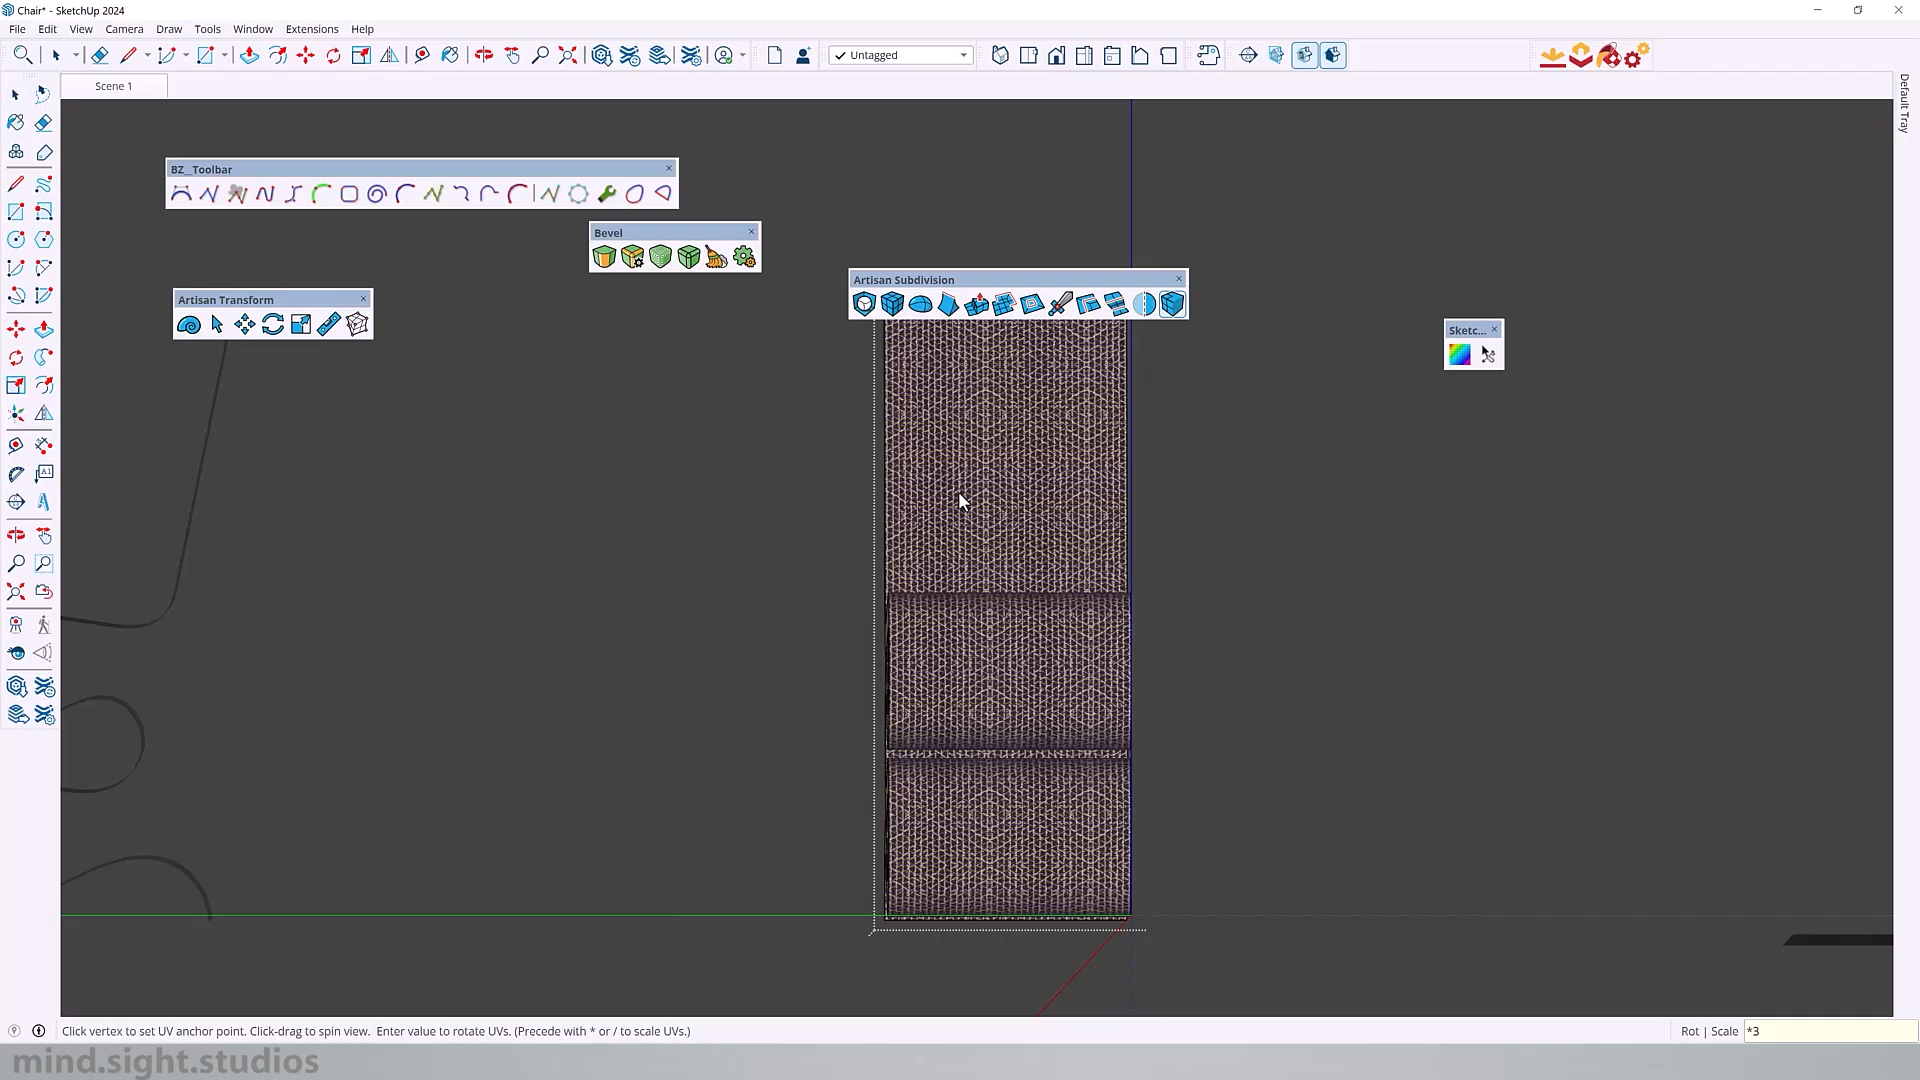 Chair* - SketchUp 2024
File Edit View Camera Draw Tools Window Extensions Help
Untagged
Scene 1
Default Tray
BZ__Toolbar
Bevel
Artisan Subdivision
Artisan Transform
Sketc...
A1
Click vertex to set UV anchor point. Click-drag to spin view. Enter value to rotate UVs. (Precede with * or / to scale UVs.)
Rot | Scale *3
mind.sight.studios